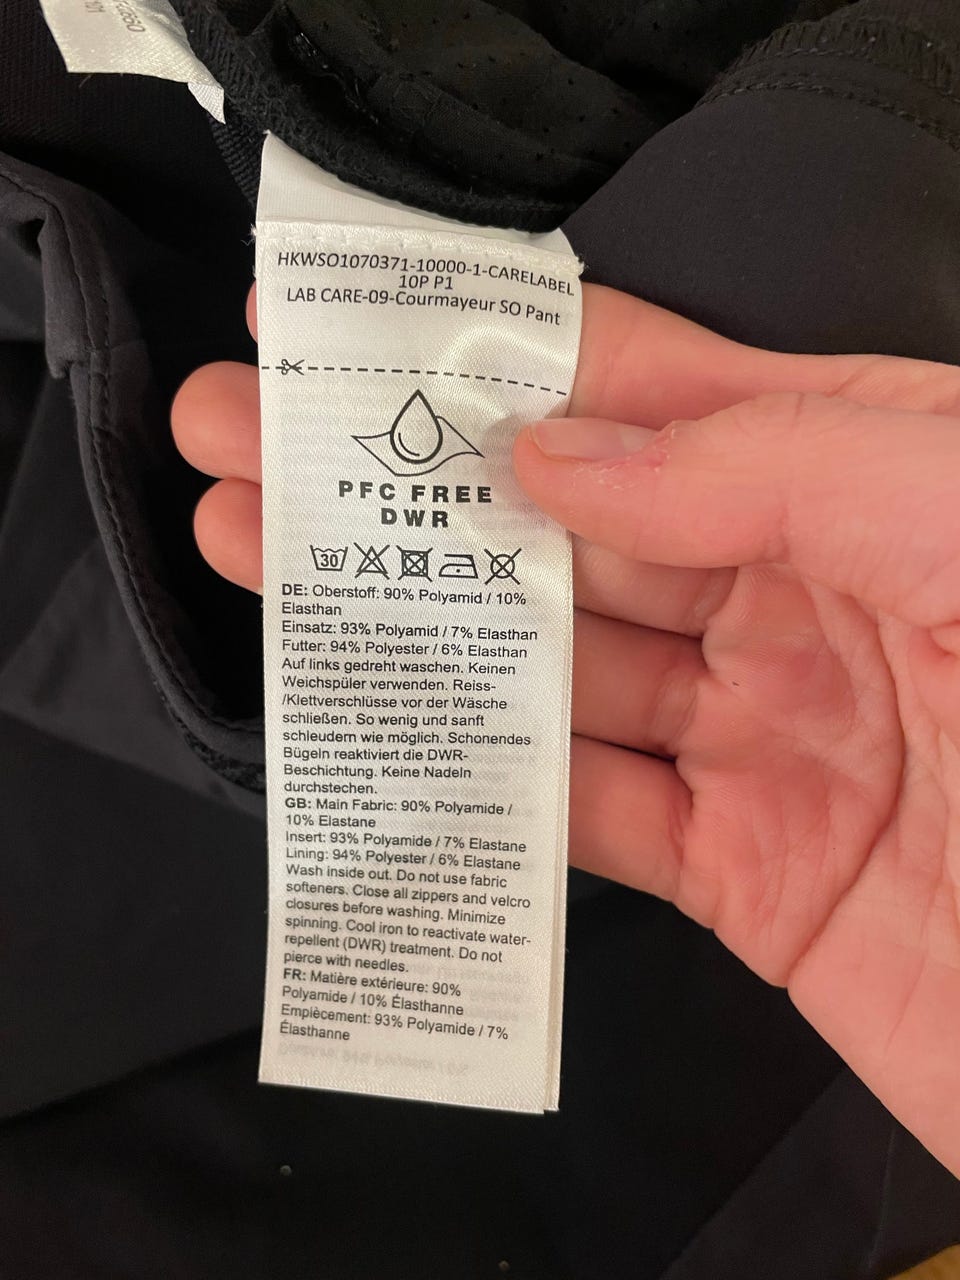 HKWSO1070371-10000-1-CARELABEL
10P P1
LAB CARE-09-Courmayeur SO Pant
PFC FREE
DWR
30
DE: Oberstoff: 90% Polyamid / 10%
Elasthan
Einsatz: 93% Polyamid / 7% Elasthan
Futter: 94% Polyester / 6% Elasthan
Auf links gedreht waschen. Keinen
Weichspüler verwenden. Reiss-
/Klettverschlüsse vor der Wäsche
schließen. So wenig und sanft
schleudern wie möglich. Schonendes
Bügeln reaktiviert die DWR-
Beschichtung. Keine Nadeln
durchstechen.
GB: Main Fabric: 90% Polyamide /
10% Elastane
Insert: 93% Polyamide / 7% Elastane
Lining: 94% Polyester / 6% Elastane
Wash inside out. Do not use fabric
softeners. Close all zippers and velcro
closures before washing. Minimize
spinning. Cool iron to reactivate water-
repellent (DWR) treatment. Do not
pierce with needles.
FR: Matière extérieure: 90%
Polyamide / 10% Élasthanne
Empiècement: 93% Polyamide / 7%
Élasthanne